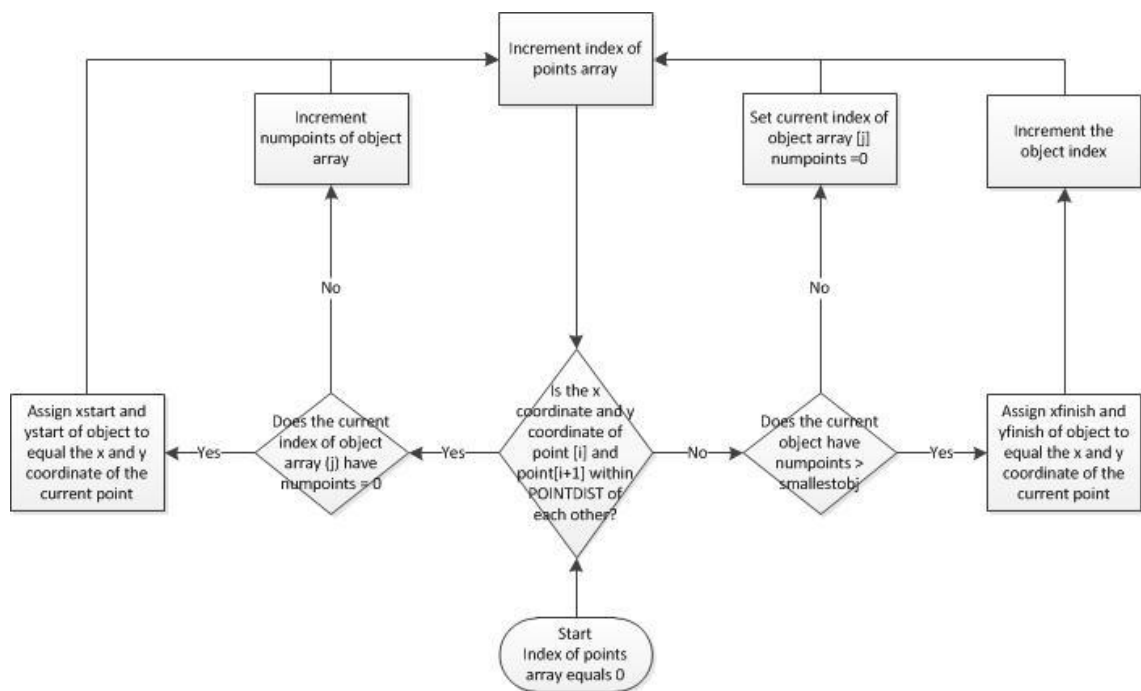 Increment index of
points array
Increment
numpoints of object
array
Set current index of
object array [j]
numpoints =0
Increment the
object index
No
No
Assign xstart and
ystart of object to
equal the x and y
coordinate of the
current point
Yes
Does the current
index of object
array (j) have
numpoints = 0
Yes
Is the x
coordinate and y
coordinate of
point [i] and
point[i+1] within
POINTDIST of
each other?
No
Does the current
object have
numpoints >
smallestobj
Yes
Assign xfinish and
yfinish of object to
equal the x and y
coordinate of the
current point
Start
Index of points
array equals 0